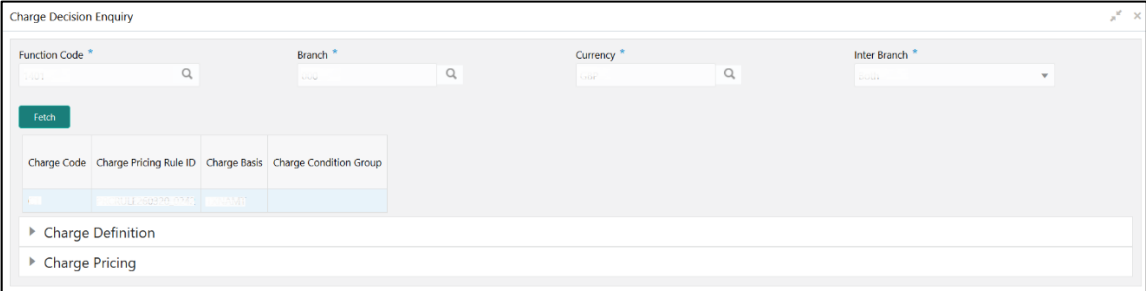 Charge Decision Enquiry
Function Code * Branch * Currency * Inter Branch *
Fetch
Charge Code Charge Pricing Rule ID Charge Basis Charge Condition Group
Charge Definition
Charge Pricing